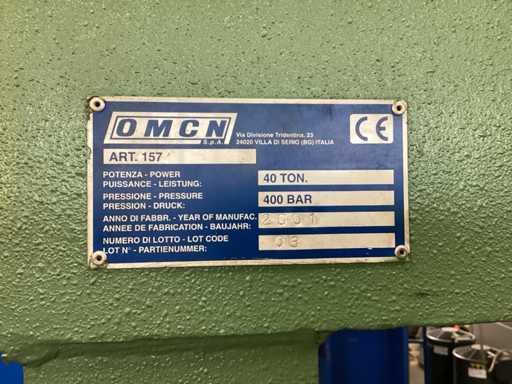 OMCN
S.p.A.
Via Divisione Tridentina, 23
24020 VILLA DI SERIO (BG) ITALIA
CE
ART. 157
POTENZA - POWER
PUISSANCE - LEISTUNG:
40 TON.
PRESSIONE - PRESSURE
PRESSION - DRUCK:
400 BAR
ANNO DI FABBR. - YEAR OF MANUFAC.
ANNEE DE FABRICATION - BAUJAHR:
2001
NUMERO DI LOTTO - LOT CODE
LOT N° - PARTIENUMMER:
03